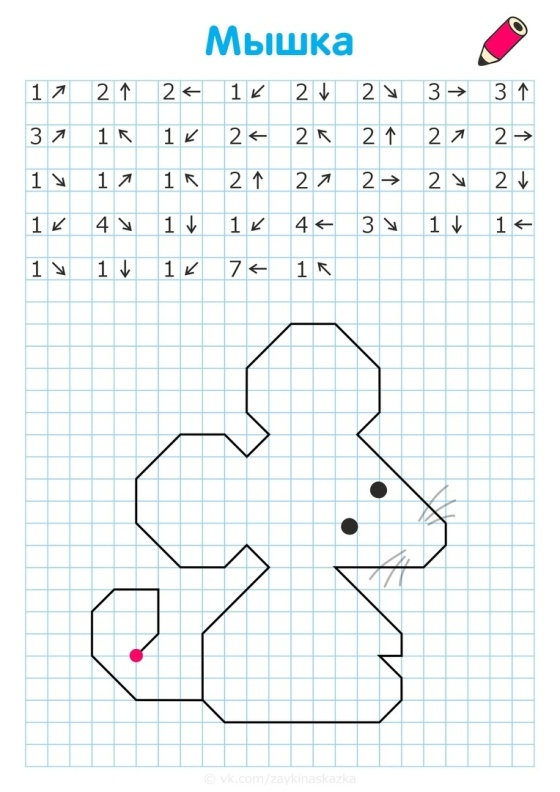 Мышка
1 ↗ 2 ↑ 2 ← 1 ↙ 2 ↓ 2 ↘ 3 → 3 ↑
3 ↗ 1 ↖ 1 ↙ 2 ← 2 ↖ 2 ↑ 2 ↗ 2 →
1 ↘ 1 ↗ 1 ↖ 2 ↑ 2 ↗ 2 → 2 ↘ 2 ↓
1 ↙ 4 ↘ 1 ↓ 1 ↙ 4 ← 3 ↘ 1 ↓ 1 ←
1 ↘ 1 ↓ 1 ↙ 7 ← 1 ↖
© vk.com/zaykinaskazka